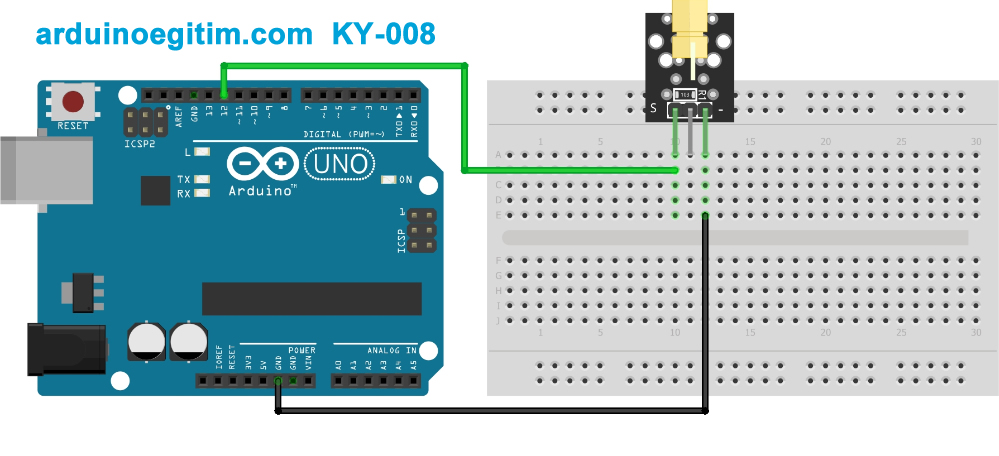 arduinoegitim.com KY-008
RESET
ICSP2
AREF
GND
13
12
~11
~10
~9
8
7
~6
~5
4
~3
2
TX0▶1
RX0◀0
DIGITAL (PWM=~)
L
TX
RX
UNO
Arduino™
ON
1
ICSP
IOREF
RESET
3V3
5V
GND
GND
VIN
POWER
ANALOG IN
A0
A1
A2
A3
A4
A5
S
R1
-
1 5 10 15 20 25 30
A
C
D
E
F
G
H
I
J
1 5 10 15 20 25 30